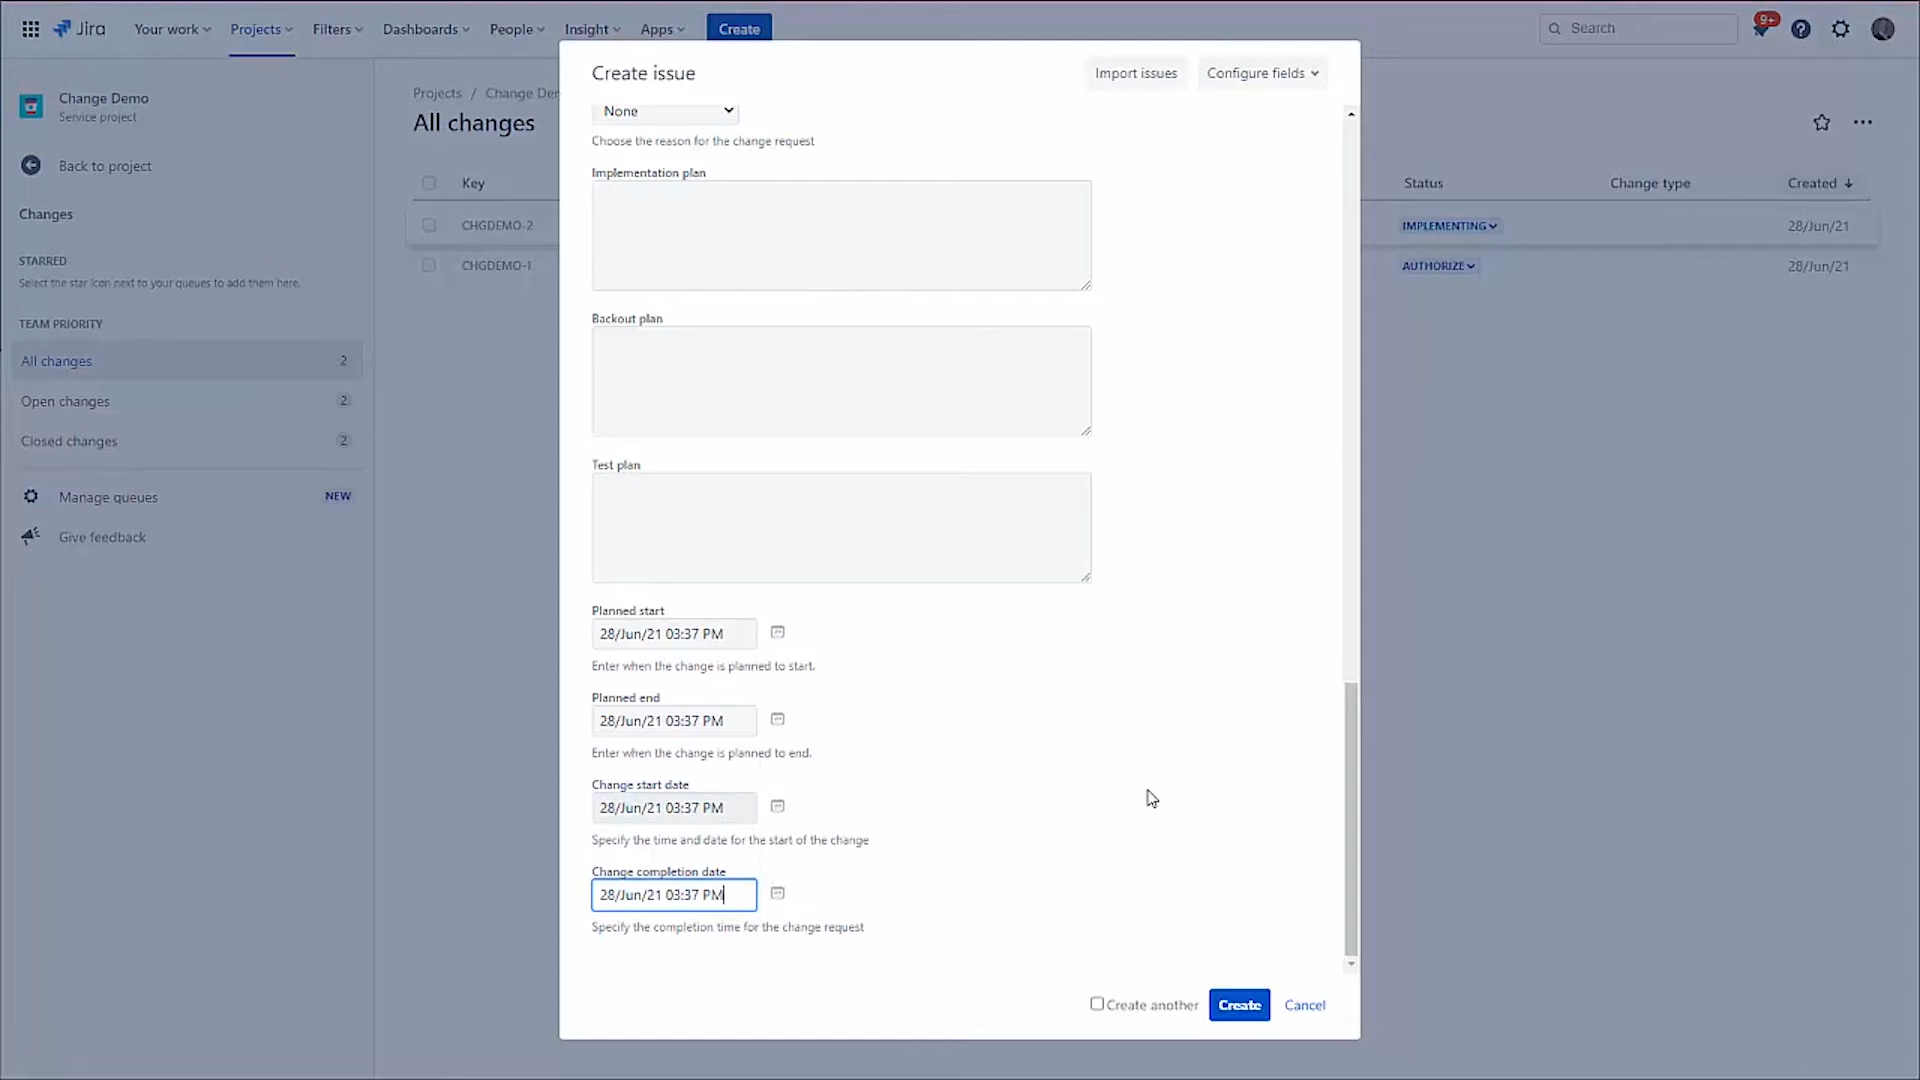 Jira
Your work
Projects
Filters
Dashboards
People
Insight
Apps
Create
Search
9+
Change Demo
Service project
Back to project
Changes
STARRED
Select the star icon next to your queues to add them here.
TEAM PRIORITY
All changes 2
Open changes 2
Closed changes 2
Manage queues NEW
Give feedback
Projects / Change Der
All changes
Key
Status
Change type
Created
CHGDEMO-2
IMPLEMENTING
28/Jun/21
CHGDEMO-1
AUTHORIZE
28/Jun/21
Create issue
Import issues
Configure fields
None
Choose the reason for the change request
Implementation plan
Backout plan
Test plan
Planned start
28/Jun/21 03:37 PM
Enter when the change is planned to start.
Planned end
28/Jun/21 03:37 PM
Enter when the change is planned to end.
Change start date
28/Jun/21 03:37 PM
Specify the time and date for the start of the change
Change completion date
28/Jun/21 03:37 PM
Specify the completion time for the change request
Create another
Create
Cancel